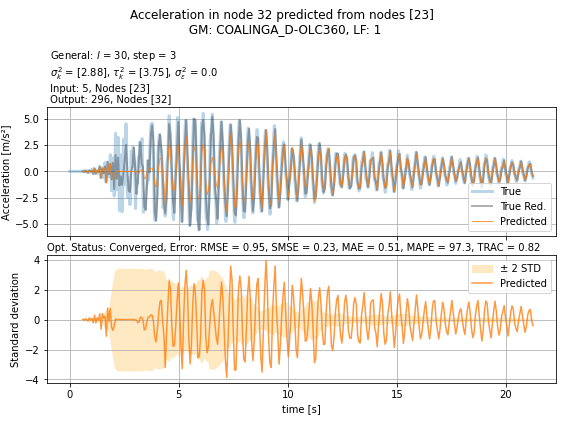 Acceleration in node 32 predicted from nodes [23]
GM: COALINGA_D-OLC360, LF: 1
General: l = 30, step = 3
σ²ₖ = [2.88], τ²ₖ = [3.75], σ²ε = 0.0
Input: 5, Nodes [23]
Output: 296, Nodes [32]
Acceleration [m/s²]
5.0
2.5
0.0
−2.5
−5.0
True
True Red.
Predicted
Opt. Status: Converged, Error: RMSE = 0.95, SMSE = 0.23, MAE = 0.51, MAPE = 97.3, TRAC = 0.82
Standard deviation
4
2
0
−2
−4
± 2 STD
Predicted
0
5
10
15
20
time [s]